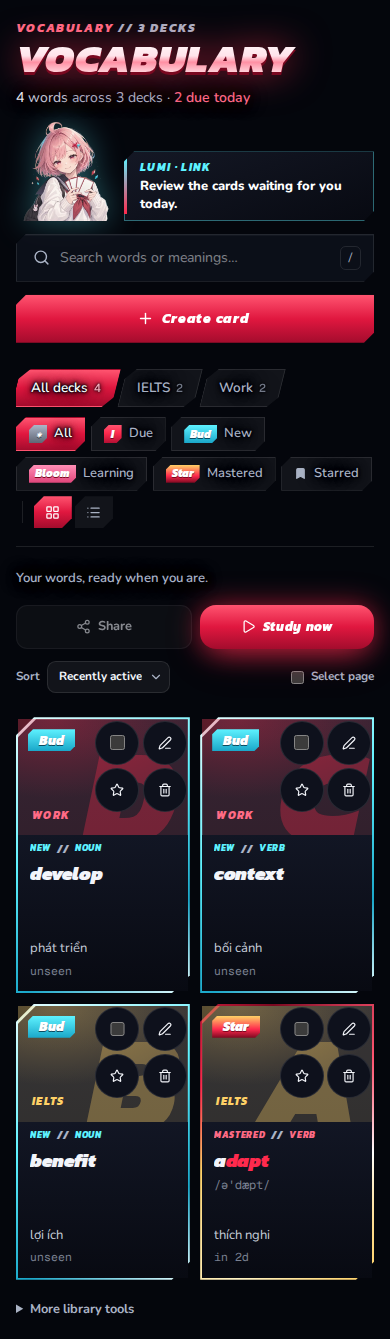 VOCABULARY // 3 DECKS
VOCABULARY
4 words across 3 decks · 2 due today
LUMI · LINK
Review the cards waiting for you
today.
Search words or meanings...
/
+ Create card
All decks 4
IELTS 2
Work 2
All
! Due
Bud New
Bloom Learning
Star Mastered
Starred
Your words, ready when you are.
Share
Study now
Sort
Recently active
Select page
Bud
WORK
NEW // NOUN
develop
phát triển
unseen
Bud
WORK
NEW // VERB
context
bối cảnh
unseen
Bud
B
IELTS
NEW // NOUN
benefit
lợi ích
unseen
Star
A
IELTS
MASTERED // VERB
adapt
/ə'dæpt/
thích nghi
in 2d
More library tools